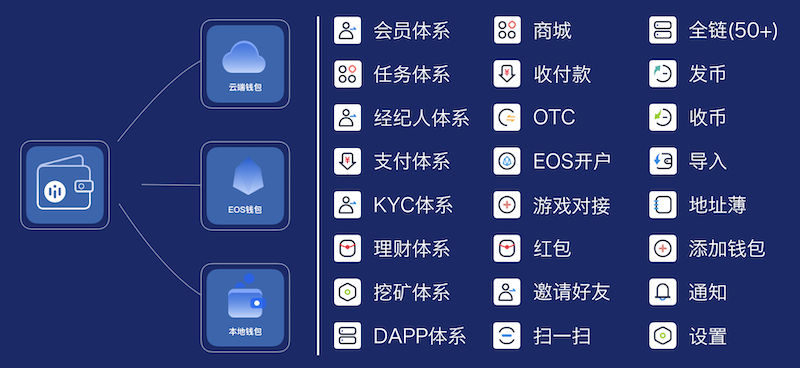 云端钱包
EOS钱包
本地钱包
会员体系
任务体系
经纪人体系
支付体系
KYC体系
理财体系
挖矿体系
DAPP体系
商城
收付款
OTC
EOS开户
游戏对接
红包
邀请好友
扫一扫
全链(50+)
发币
收币
导入
地址薄
添加钱包
通知
设置